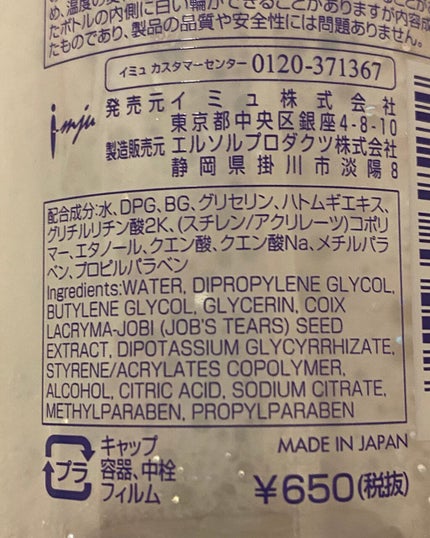 め、温度の変
たボトルの内側に白い輪ができることがありますが内容成
たものであり、製品の品質や安全性には問題ありません。
イミュ カスタマーセンター 0120-371367
imju
発売元 イミュ株式会社
東京都中央区銀座4-8-10
製造販売元 エルソルプロダクツ株式会社
静岡県掛川市淡陽8
配合成分:水、DPG、BG、グリセリン、ハトムギエキス、
グリチルリチン酸2K、(スチレン/アクリレーツ)コポリ
マー、エタノール、クエン酸、クエン酸Na、メチルパラ
ベン、プロピルパラベン
Ingredients:WATER, DIPROPYLENE GLYCOL,
BUTYLENE GLYCOL, GLYCERIN, COIX
LACRYMA-JOBI (JOB'S TEARS) SEED
EXTRACT, DIPOTASSIUM GLYCYRRHIZATE,
STYRENE/ACRYLATES COPOLYMER,
ALCOHOL, CITRIC ACID, SODIUM CITRATE,
METHYLPARABEN, PROPYLPARABEN
プラ
キャップ
容器、中栓
フィルム
MADE IN JAPAN
¥650(税抜)